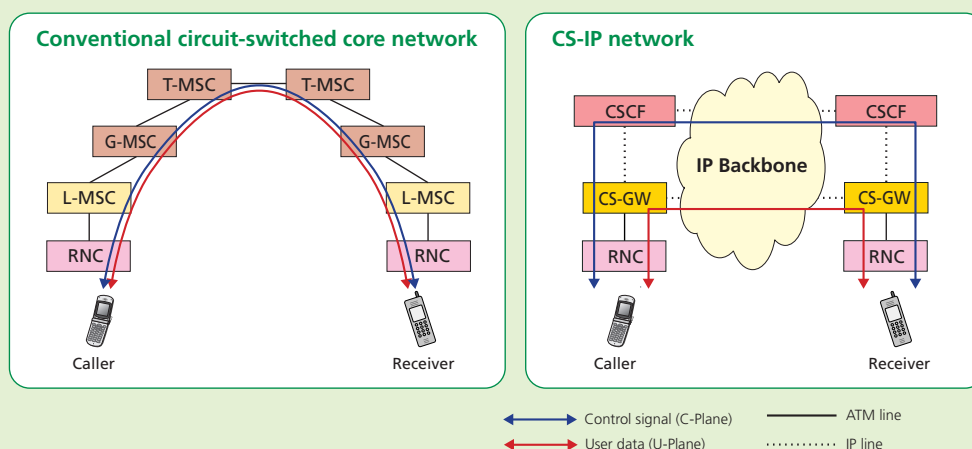 Conventional circuit-switched core network
T-MSC T-MSC
G-MSC G-MSC
L-MSC L-MSC
RNC RNC
Caller Receiver
CS-IP network
CSCF CSCF
IP Backbone
CS-GW CS-GW
RNC RNC
Caller Receiver
Control signal (C-Plane) ATM line
User data (U-Plane) IP line